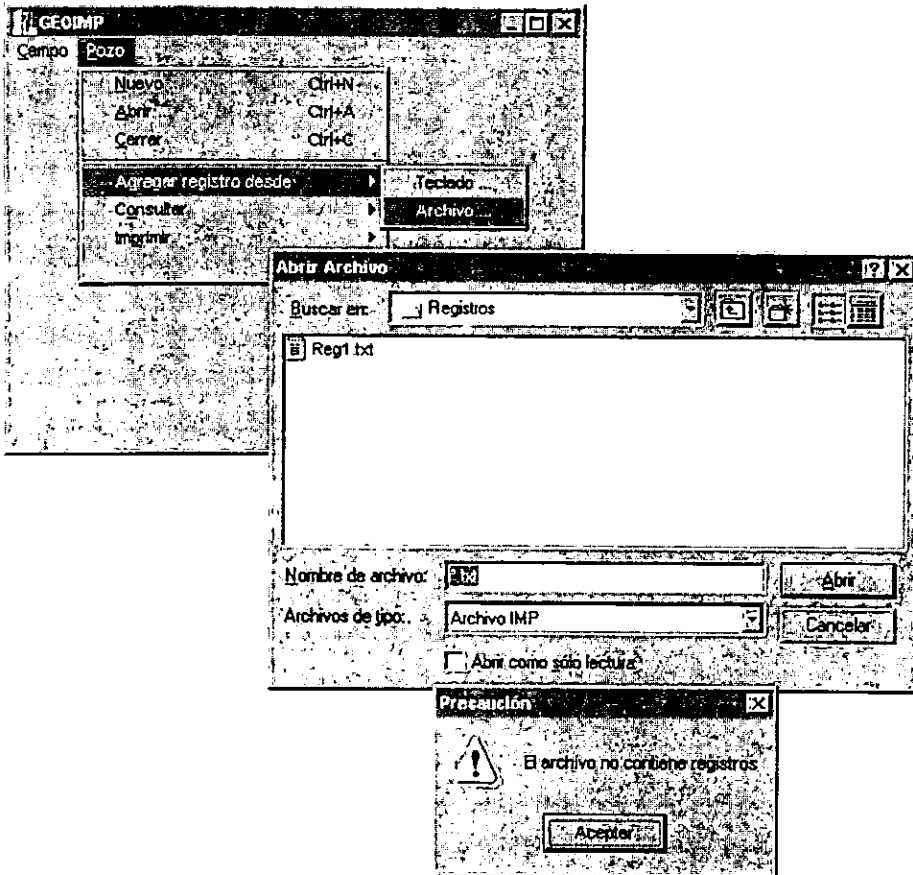 GEOIMP
Campo Pozo
Nuevo Ctrl+N
Abrir Ctrl+A
Cerrar Ctrl+C
Agregar registro desde
Teclado ...
Consultar
Archivo ...
Imprimir
Abrir Archivo
Buscar en: Registros
Reg1.txt
Nombre de archivo: *.txt
Abrir
Archivos de tipo: Archivo IMP
Cancelar
Abrir como sólo lectura
Precaución
El archivo no contiene registros
Aceptar